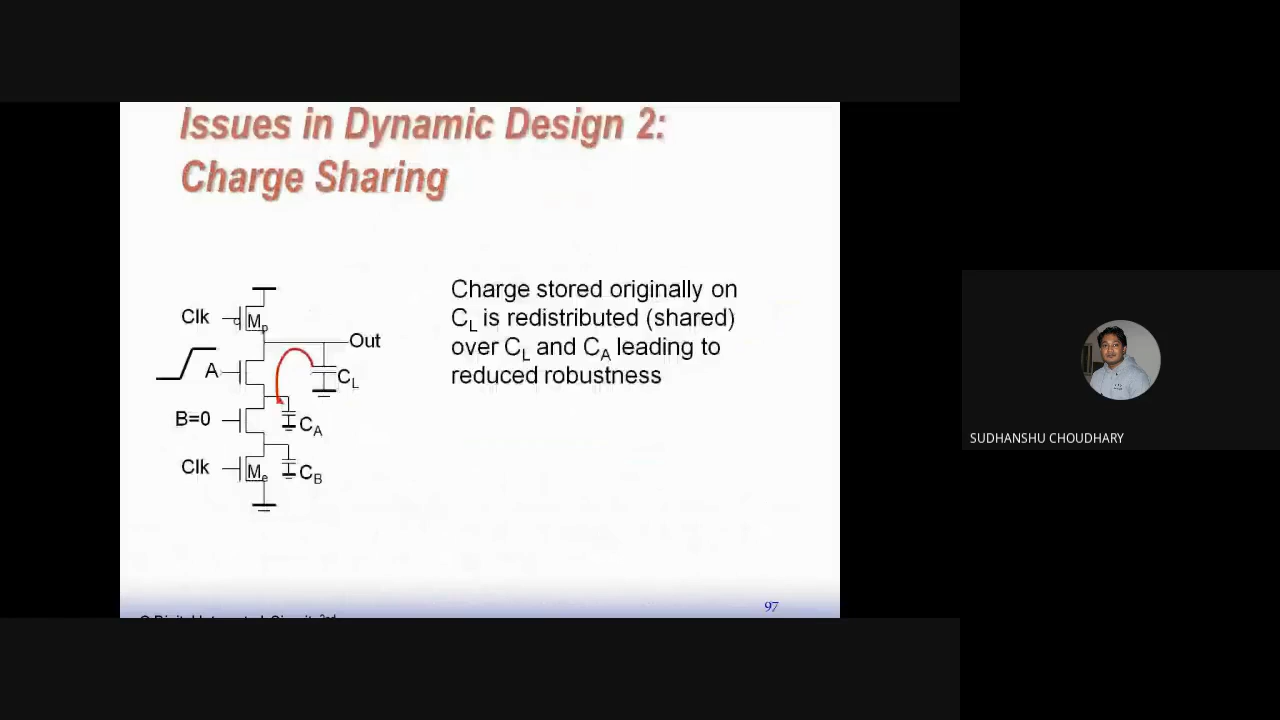 Issues in Dynamic Design 2:
Charge Sharing
Clk
Mp
Out
A
CL
B=0
CA
Clk
Me
CB
Charge stored originally on
CL is redistributed (shared)
over CL and CA leading to
reduced robustness
SUDHANSHU CHOUDHARY
97